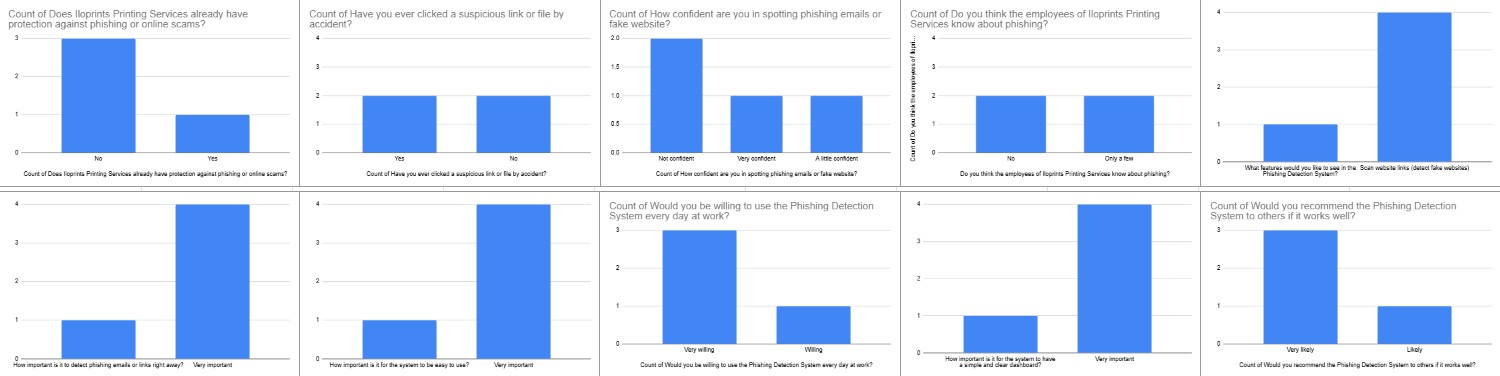 Count of Does Iloprints Printing Services already have
protection against phishing or online scams?
3
2
1
0
No
Yes
Count of Does Iloprints Printing Services already have protection against phishing or online scams?
Count of Have you ever clicked a suspicious link or file by
accident?
4
3
2
1
0
Yes
No
Count of Have you ever clicked a suspicious link or file by accident?
Count of How confident are you in spotting phishing emails or
fake website?
2.0
1.5
1.0
0.5
0.0
Not confident
Very confident
A little confident
Count of How confident are you in spotting phishing emails or fake website?
Count of Do you think the employees of Iloprints Printing
Services know about phishing?
Count of Do you think the employees of Ilopri...
4
3
2
1
0
No
Only a few
Do you think the employees of Iloprints Printing Services know about phishing?
4
3
2
1
0
What features would you like to see in the
Phishing Detection System?
Scan website links (detect fake websites)
4
3
2
1
0
How important is it to detect phishing emails or links right away?
Very important
4
3
2
1
0
How important is it for the system to be easy to use?
Very important
Count of Would you be willing to use the Phishing Detection
System every day at work?
3
2
1
0
Very willing
Willing
Count of Would you be willing to use the Phishing Detection System every day at work?
4
3
2
1
0
How important is it for the system to have
a simple and clear dashboard?
Very important
Count of Would you recommend the Phishing Detection
System to others if it works well?
3
2
1
0
Very likely
Likely
Count of Would you recommend the Phishing Detection System to others if it works well?